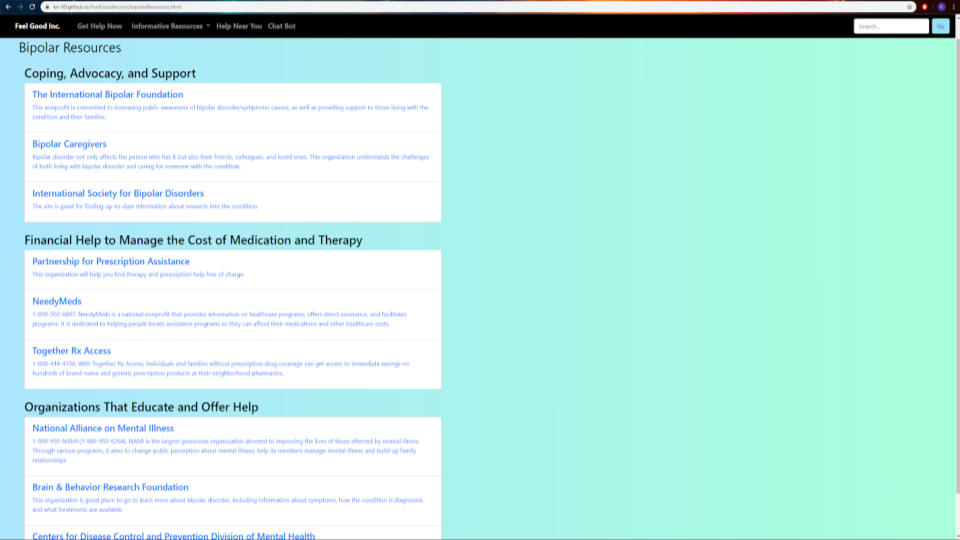 kn-99.github.io/FeelGoodInc/src/bipolarResources.html
Feel Good Inc.
Get Help Now
Informative Resources
Help Near You
Chat Bot
Search...
Go
Bipolar Resources
Coping, Advocacy, and Support
The International Bipolar Foundation
This nonprofit is committed to increasing public awareness of bipolar disorder/symptoms-causes, as well as providing support to those living with the
condition and their families.
Bipolar Caregivers
Bipolar disorder not only affects the person who has it but also their friends, colleagues, and loved ones. This organization understands the challenges
of both living with bipolar disorder and caring for someone with the condition.
International Society for Bipolar Disorders
The site is great for finding up-to-date information about research into the condition.
Financial Help to Manage the Cost of Medication and Therapy
Partnership for Prescription Assistance
This organization will help you find therapy and prescription help free of charge.
NeedyMeds
1-800-503-6897. NeedyMeds is a national nonprofit that provides information on healthcare programs, offers direct assistance, and facilitates
programs. It is dedicated to helping people locate assistance programs so they can afford their medications and other healthcare costs.
Together Rx Access
1-800-444-4106. With Together Rx Access, individuals and families without prescription drug coverage can get access to immediate savings on
hundreds of brand-name and generic prescription products at their neighborhood pharmacies.
Organizations That Educate and Offer Help
National Alliance on Mental Illness
1-800-950-NAMI (1-800-950-6264). NAMI is the largest grassroots organization devoted to improving the lives of those affected by mental illness.
Through various programs, it aims to change public perception about mental illness, help its members manage mental illness and build up family
relationships.
Brain & Behavior Research Foundation
This organization is good place to go to learn more about bipolar disorder, including information about symptoms, how the condition is diagnosed,
and what treatments are available.
Centers for Disease Control and Prevention Division of Mental Health